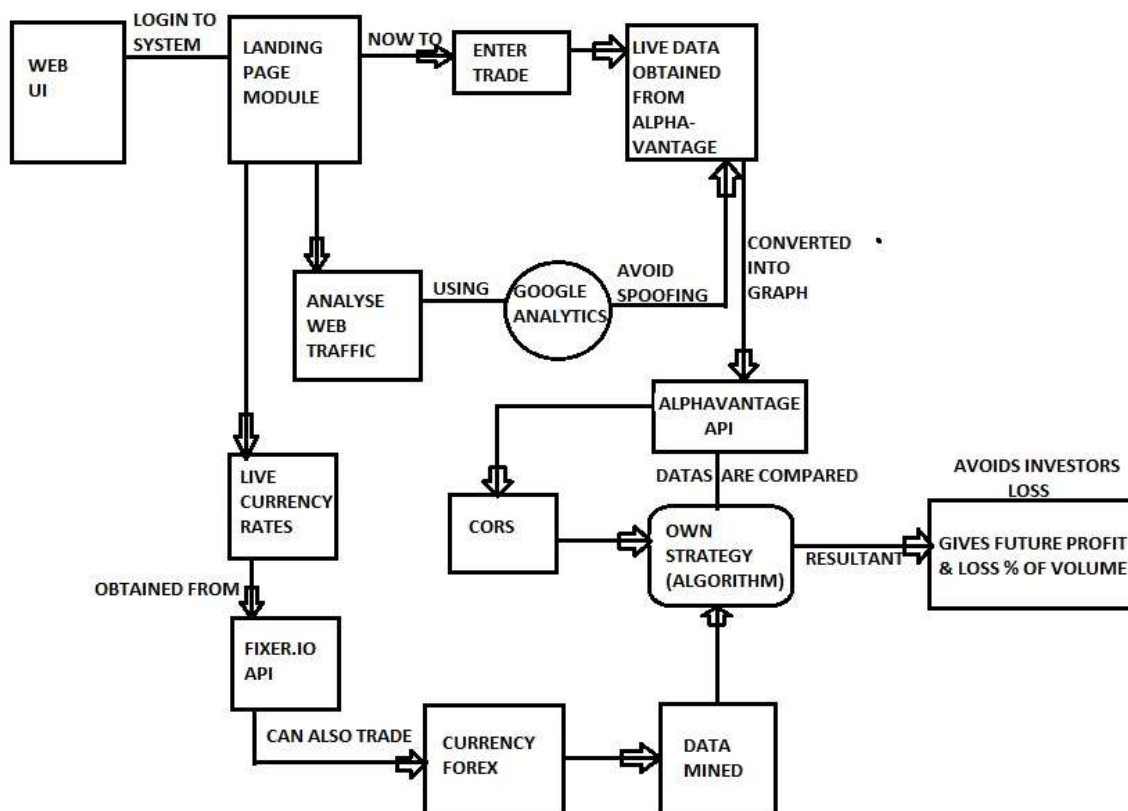 WEB
UI
LOGIN TO
SYSTEM
LANDING
PAGE
MODULE
NOW TO
ENTER
TRADE
LIVE DATA
OBTAINED
FROM
ALPHA-
VANTAGE
ANALYSE
WEB
TRAFFIC
USING
GOOGLE
ANALYTICS
AVOID
SPOOFING
CONVERTED
INTO
GRAPH
ALPHAVANTAGE
API
DATAS ARE COMPARED
LIVE
CURRENCY
RATES
CORS
OWN
STRATEGY
(ALGORITHM)
RESULTANT
AVOIDS INVESTORS
LOSS
GIVES FUTURE PROFIT
& LOSS % OF VOLUME
OBTAINED FROM
FIXER.IO
API
CAN ALSO TRADE
CURRENCY
FOREX
DATA
MINED